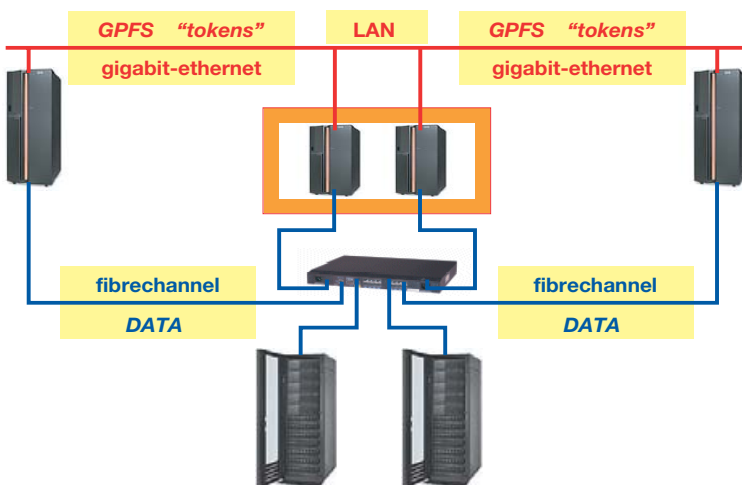 GPFS “tokens”
LAN
GPFS “tokens”
gigabit-ethernet
gigabit-ethernet
fibrechannel
fibrechannel
DATA
DATA